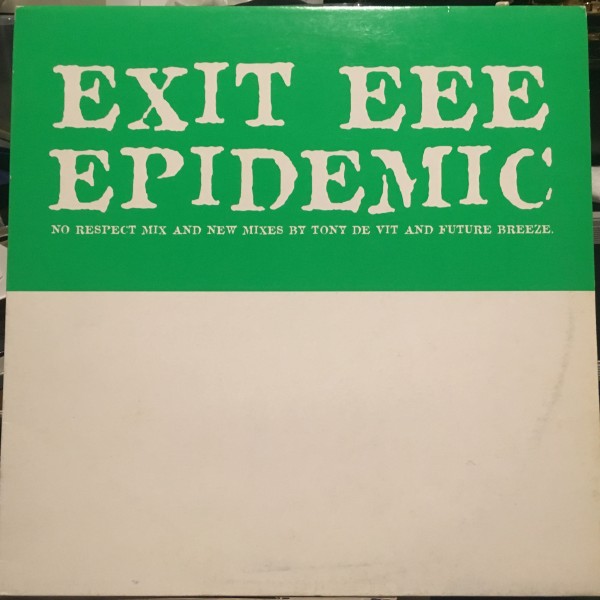 EXIT EEE
EPIDEMIC
NO RESPECT MIX AND NEW MIXES BY TONY DE VIT AND FUTURE BREEZE.